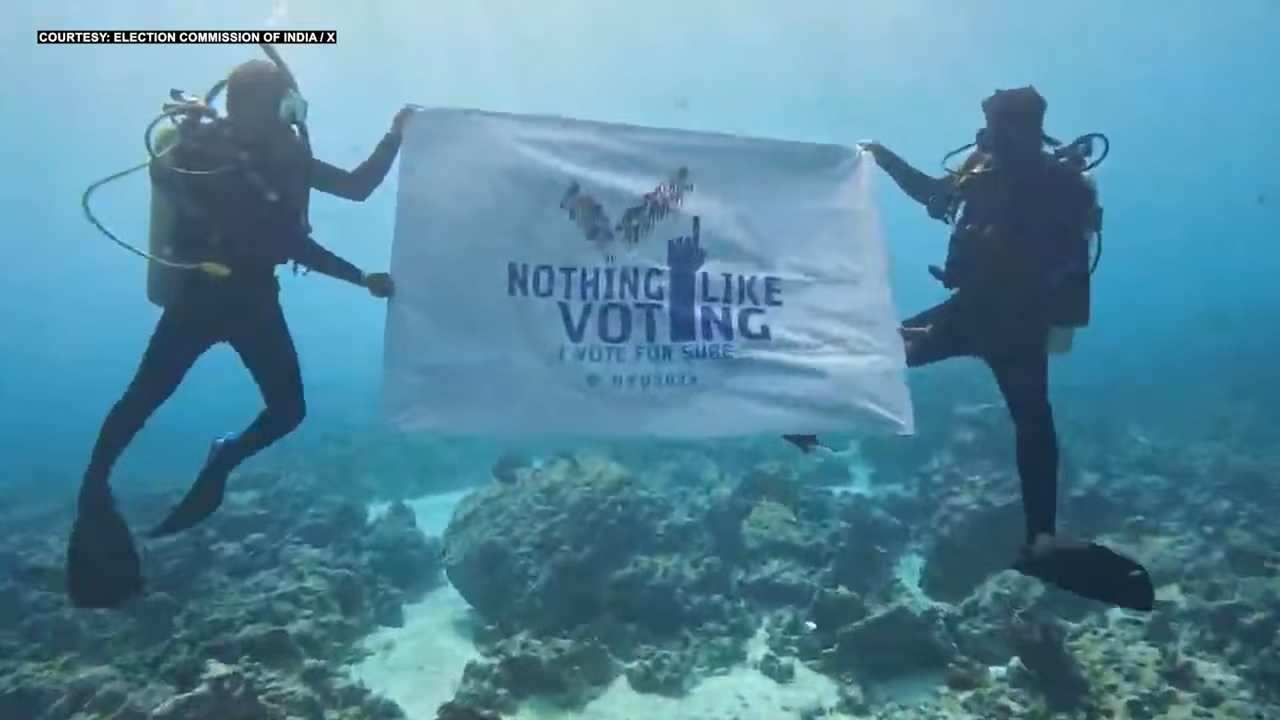 COURTESY: ELECTION COMMISSION OF INDIA / X
NOTHING LIKE
VOTING
I VOTE FOR SURE